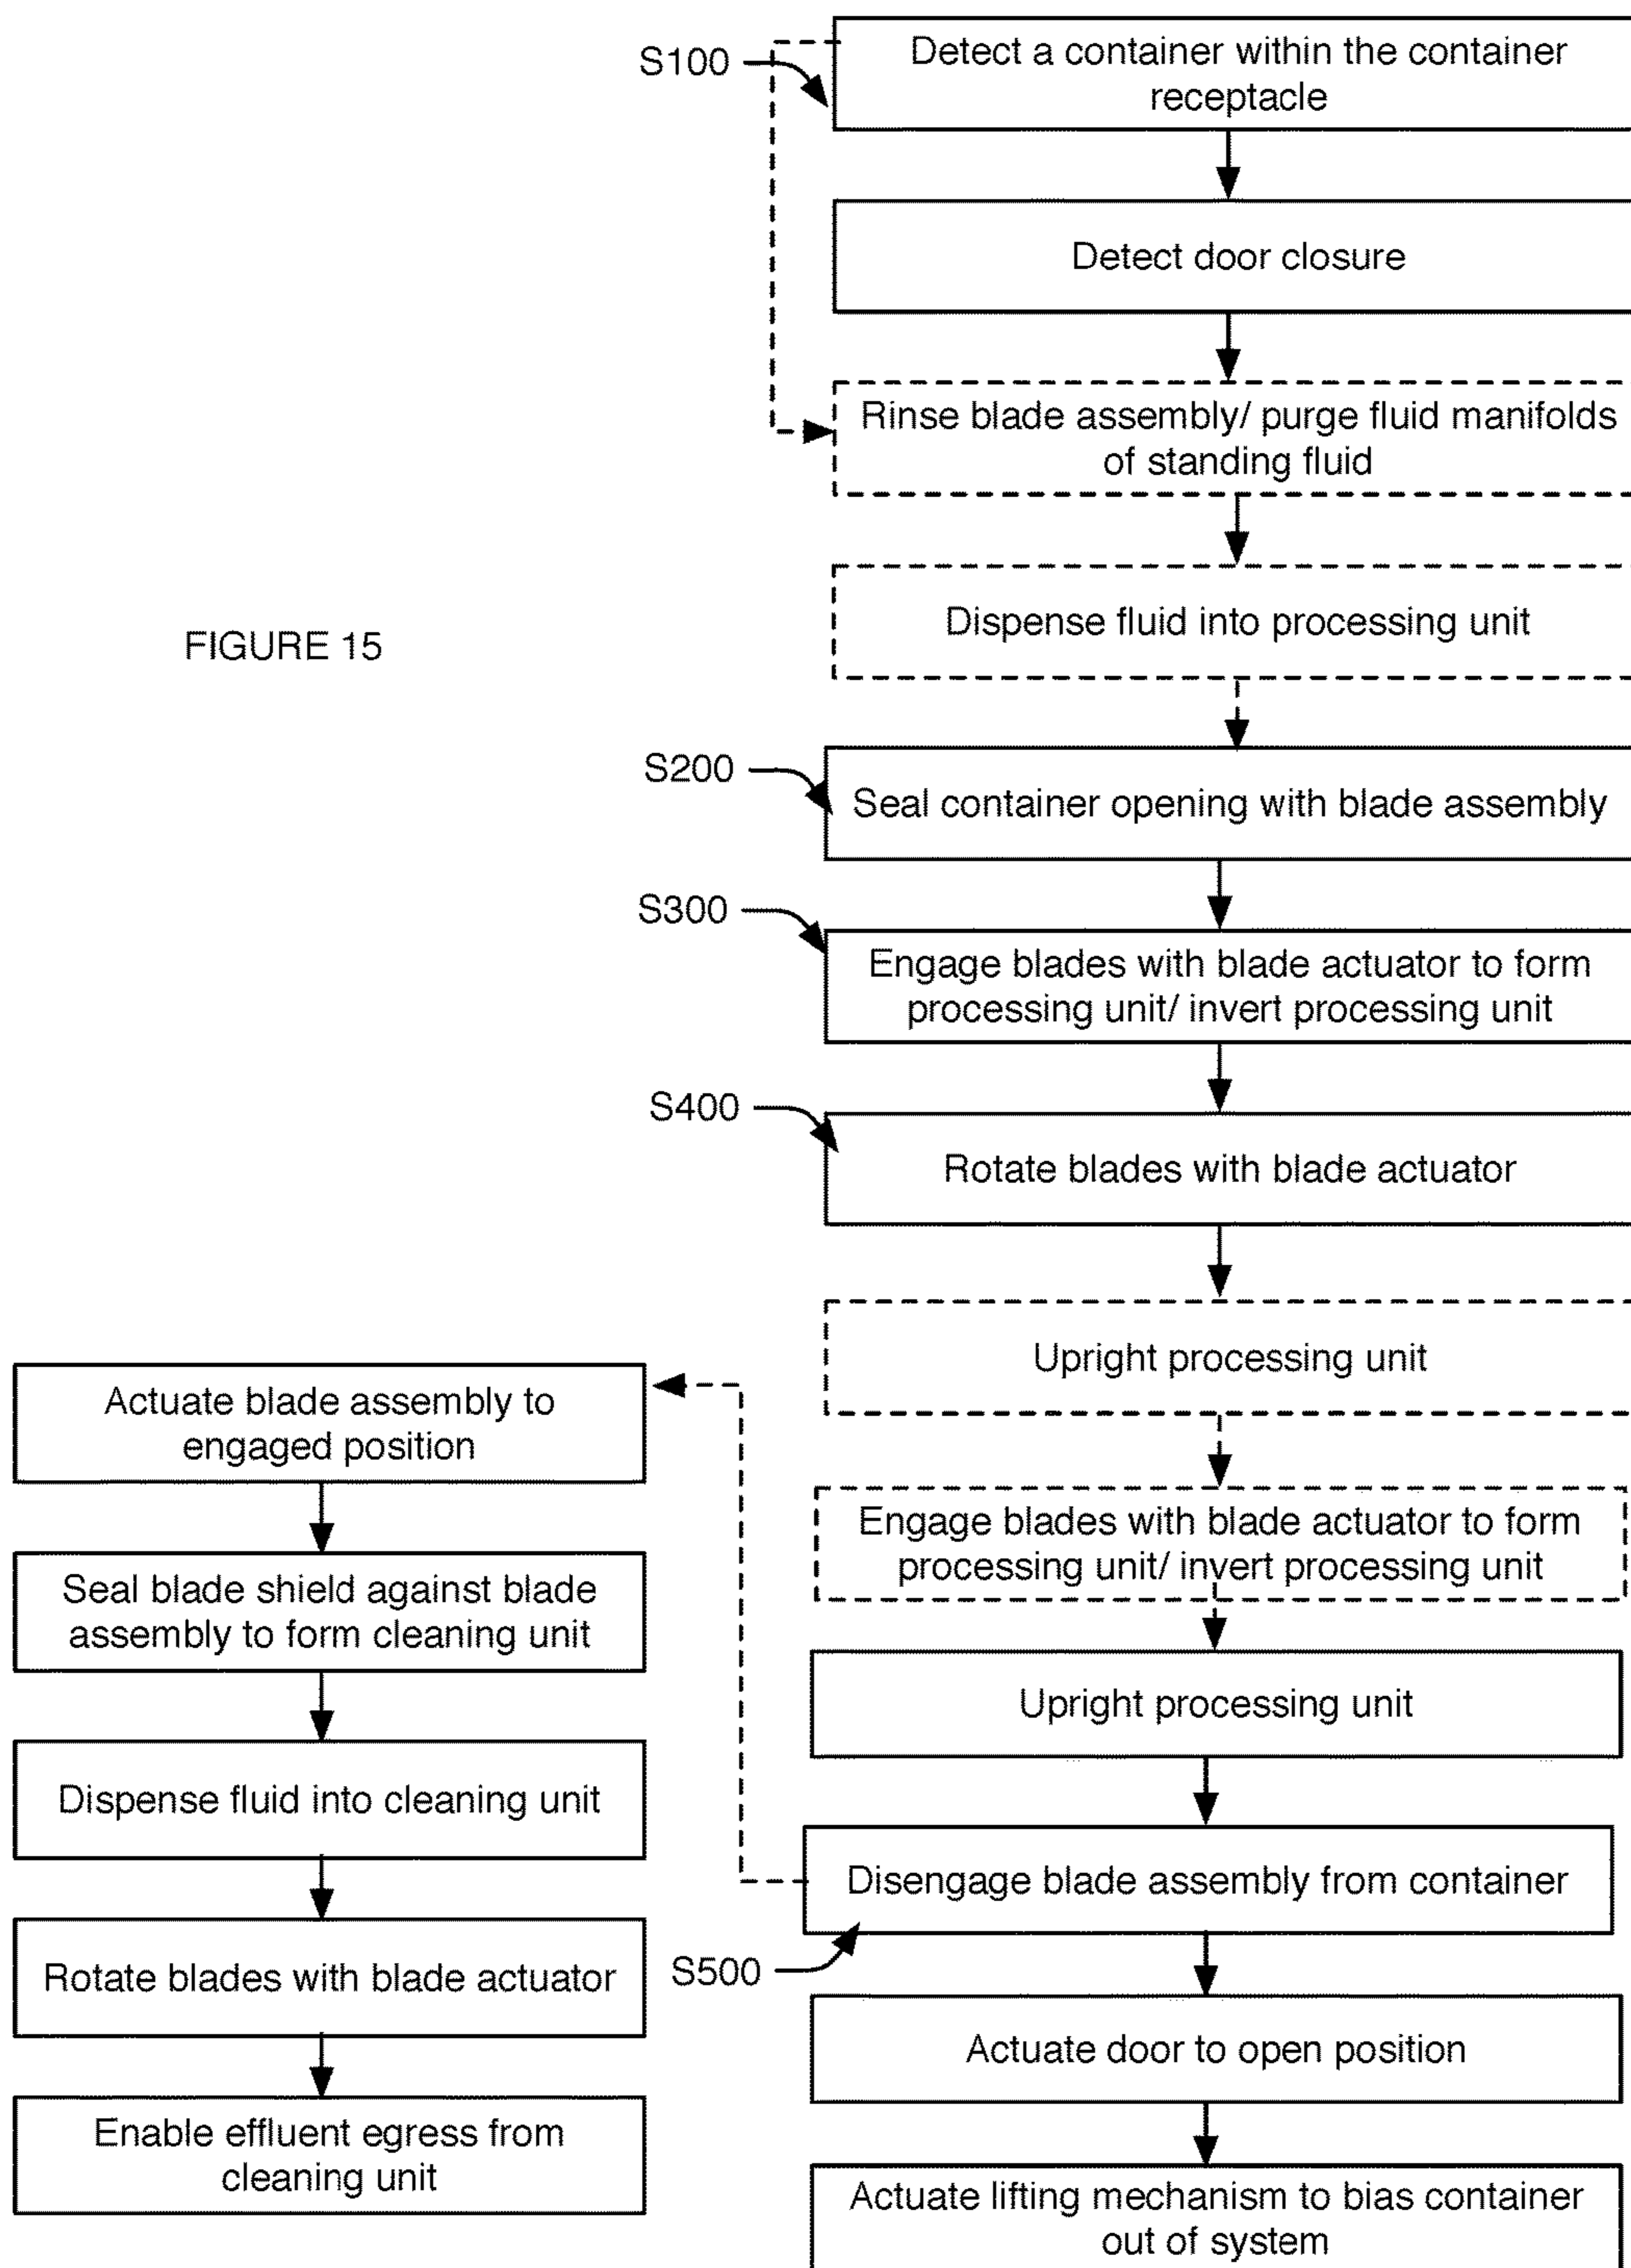 S100
Detect a container within the container
receptacle
Detect door closure
Rinse blade assembly/ purge fluid manifolds
of standing fluid
Dispense fluid into processing unit
FIGURE 15
S200
Seal container opening with blade assembly
S300
Engage blades with blade actuator to form
processing unit/ invert processing unit
S400
Rotate blades with blade actuator
Upright processing unit
Engage blades with blade actuator to form
processing unit/ invert processing unit
Upright processing unit
Disengage blade assembly from container
S500
Actuate door to open position
Actuate lifting mechanism to bias container
out of system
Actuate blade assembly to
engaged position
Seal blade shield against blade
assembly to form cleaning unit
Dispense fluid into cleaning unit
Rotate blades with blade actuator
Enable effluent egress from
cleaning unit